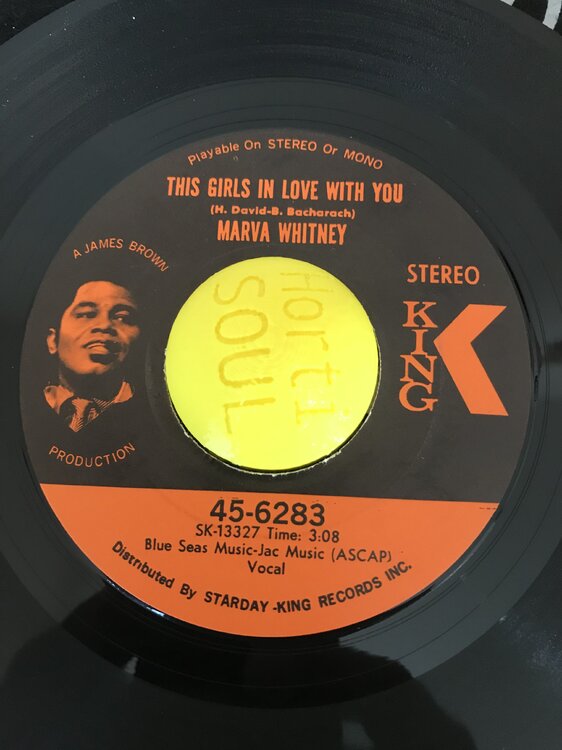 Playable On STEREO Or MONO
THIS GIRLS IN LOVE WITH YOU
(H. David-B. Bacharach)
MARVA WHITNEY
A JAMES BROWN
PRODUCTION
STEREO
KING
Horti
SOUL
45-6283
SK-13327 Time: 3:08
Blue Seas Music-Jac Music (ASCAP)
Vocal
Distributed By STARDAY-KING RECORDS INC.